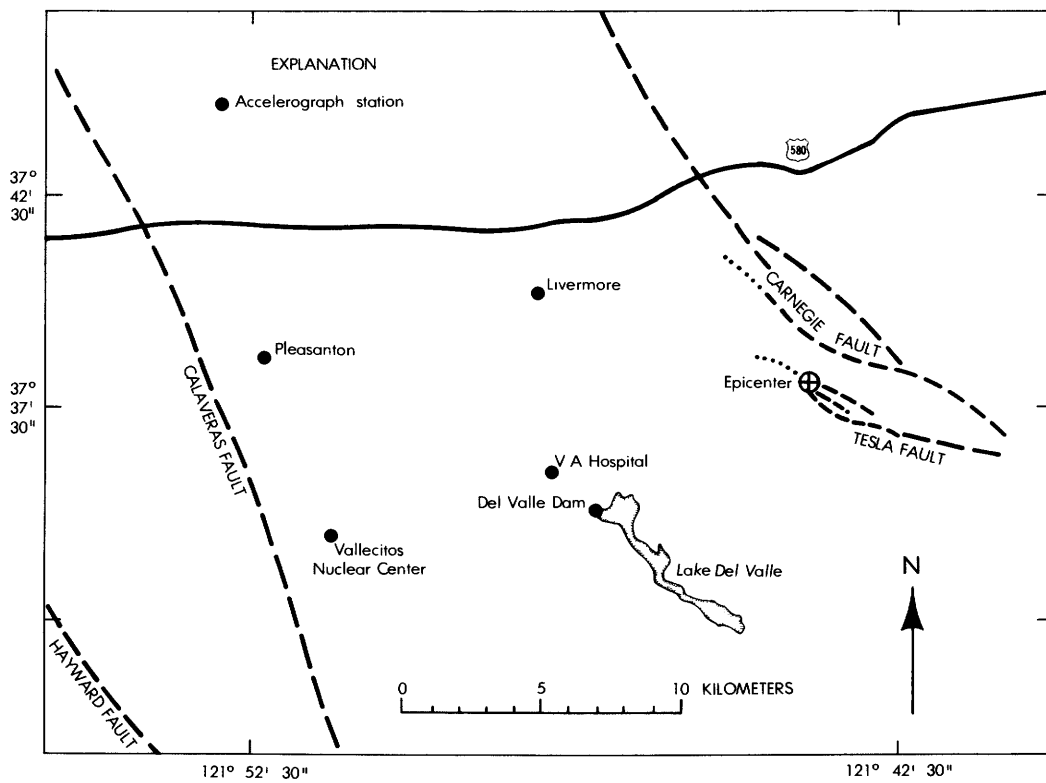 EXPLANATION
Accelerograph station
580
37°
42'
30"
Livermore
CARNEGIE FAULT
Pleasanton
Epicenter
37°
37'
30"
CALAVERAS FAULT
TESLA FAULT
V A Hospital
Del Valle Dam
Vallecitos
Nuclear Center
Lake Del Valle
N
HAYWARD FAULT
0 5 10 KILOMETERS
121° 52' 30"
121° 42' 30"